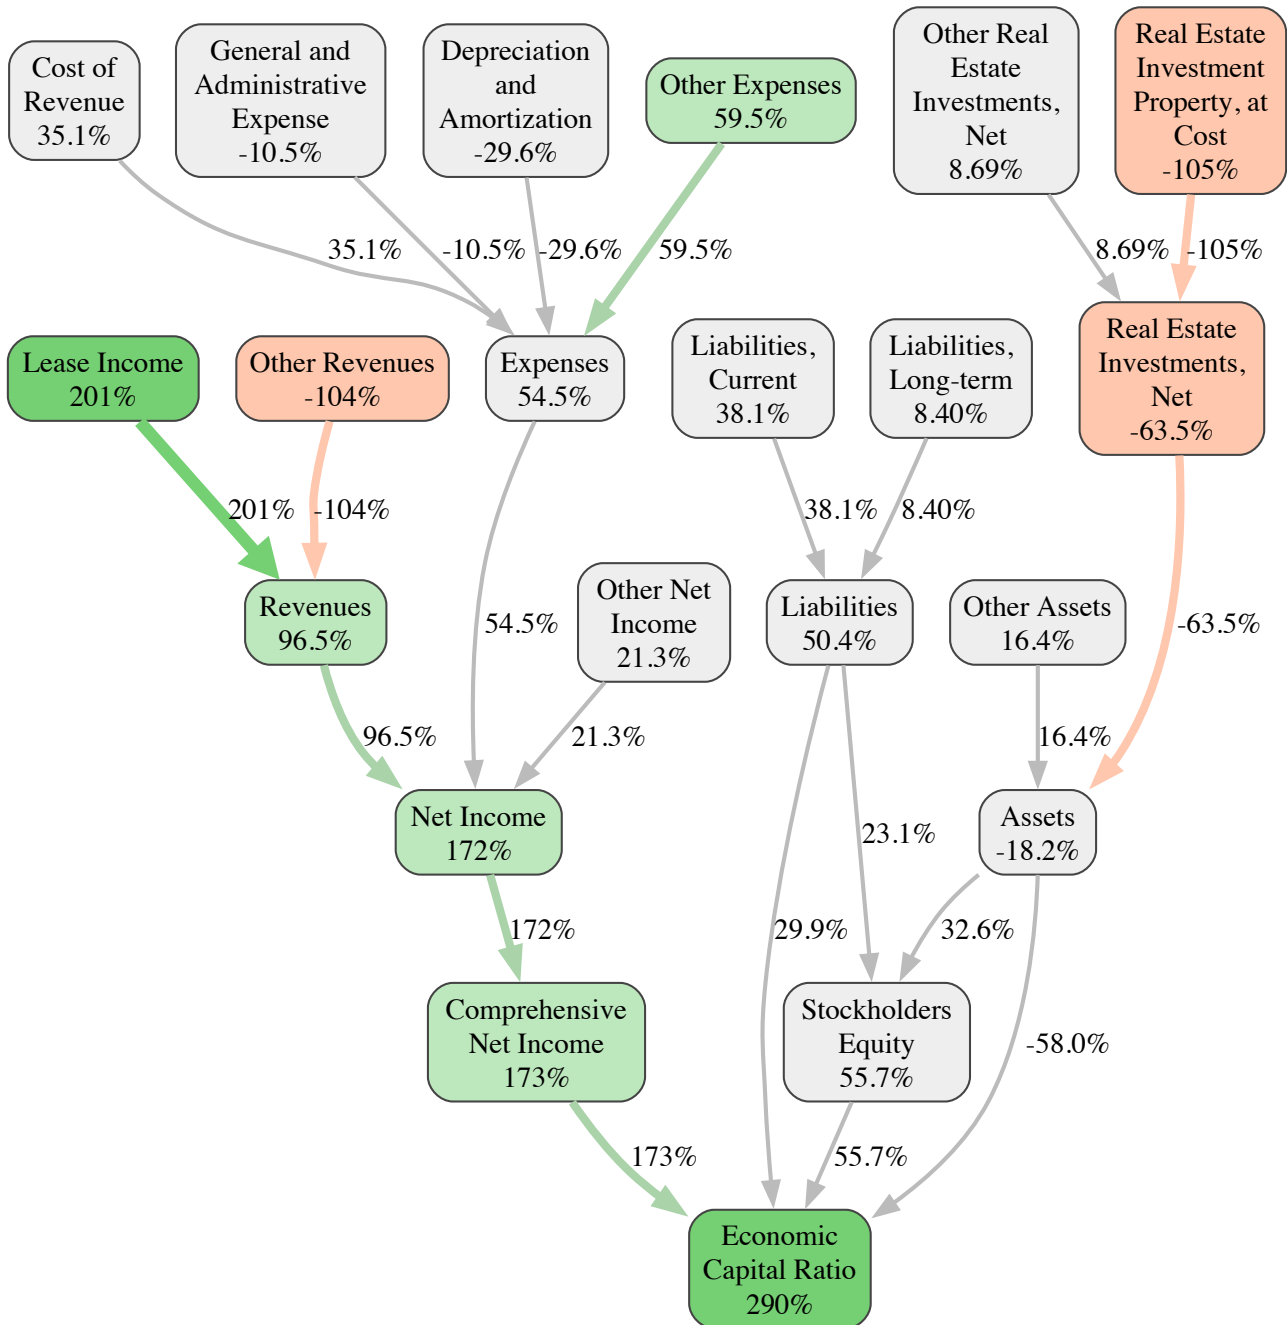 Cost of
Revenue
35.1%
General and
Administrative
Expense
-10.5%
Depreciation
and
Amortization
-29.6%
Other Expenses
59.5%
Other Real
Estate
Investments,
Net
8.69%
Real Estate
Investment
Property, at
Cost
-105%
35.1%
-10.5%
-29.6%
59.5%
8.69%
-105%
Lease Income
201%
Other Revenues
-104%
Expenses
54.5%
Liabilities,
Current
38.1%
Liabilities,
Long-term
8.40%
Real Estate
Investments,
Net
-63.5%
201%
-104%
38.1%
8.40%
Revenues
96.5%
54.5%
Other Net
Income
21.3%
Liabilities
50.4%
Other Assets
16.4%
-63.5%
96.5%
21.3%
16.4%
Net Income
172%
23.1%
Assets
-18.2%
172%
29.9%
32.6%
Comprehensive
Net Income
173%
Stockholders
Equity
55.7%
-58.0%
173%
55.7%
Economic
Capital Ratio
290%